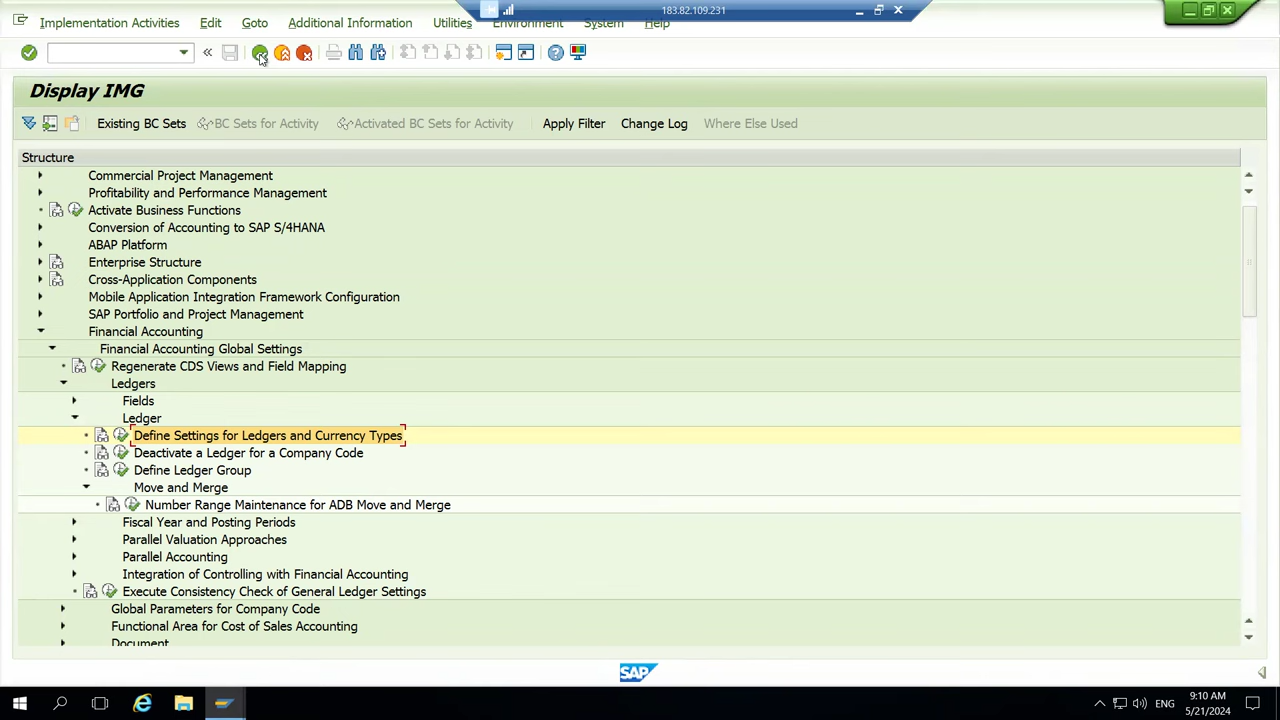 183.82.109.231
Implementation Activities Edit Goto Additional Information Utilities Environment System Help
Display IMG
Existing BC Sets BC Sets for Activity Activated BC Sets for Activity Apply Filter Change Log Where Else Used
Structure
Commercial Project Management
Profitability and Performance Management
Activate Business Functions
Conversion of Accounting to SAP S/4HANA
ABAP Platform
Enterprise Structure
Cross-Application Components
Mobile Application Integration Framework Configuration
SAP Portfolio and Project Management
Financial Accounting
Financial Accounting Global Settings
Regenerate CDS Views and Field Mapping
Ledgers
Fields
Ledger
Define Settings for Ledgers and Currency Types
Deactivate a Ledger for a Company Code
Define Ledger Group
Move and Merge
Number Range Maintenance for ADB Move and Merge
Fiscal Year and Posting Periods
Parallel Valuation Approaches
Parallel Accounting
Integration of Controlling with Financial Accounting
Execute Consistency Check of General Ledger Settings
Global Parameters for Company Code
Functional Area for Cost of Sales Accounting
Document
SAP
ENG
9:10 AM
5/21/2024